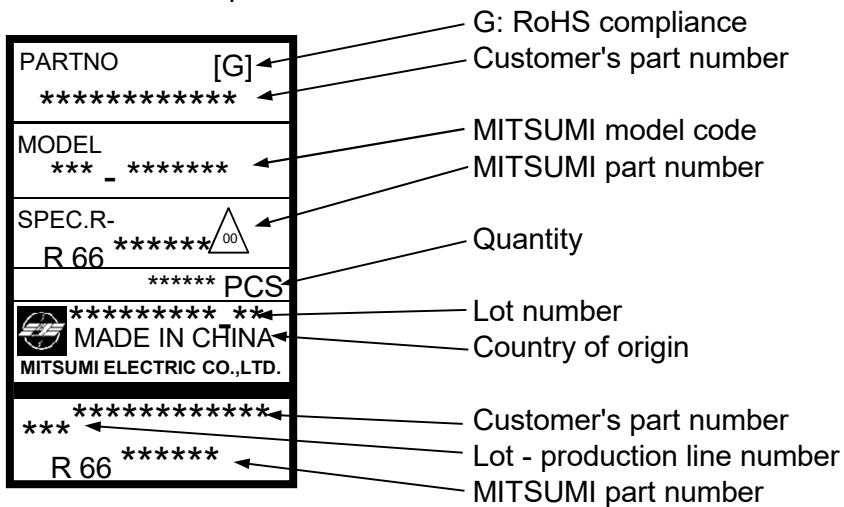 G: RoHS compliance
PARTNO [G]
Customer's part number
************
MODEL
MITSUMI model code
*** - *******
MITSUMI part number
SPEC.R-
R 66 ****** 00
Quantity
****** PCS
*********-**
Lot number
MADE IN CHINA
Country of origin
MITSUMI ELECTRIC CO.,LTD.
************
Customer's part number
***
Lot - production line number
R 66 ******
MITSUMI part number